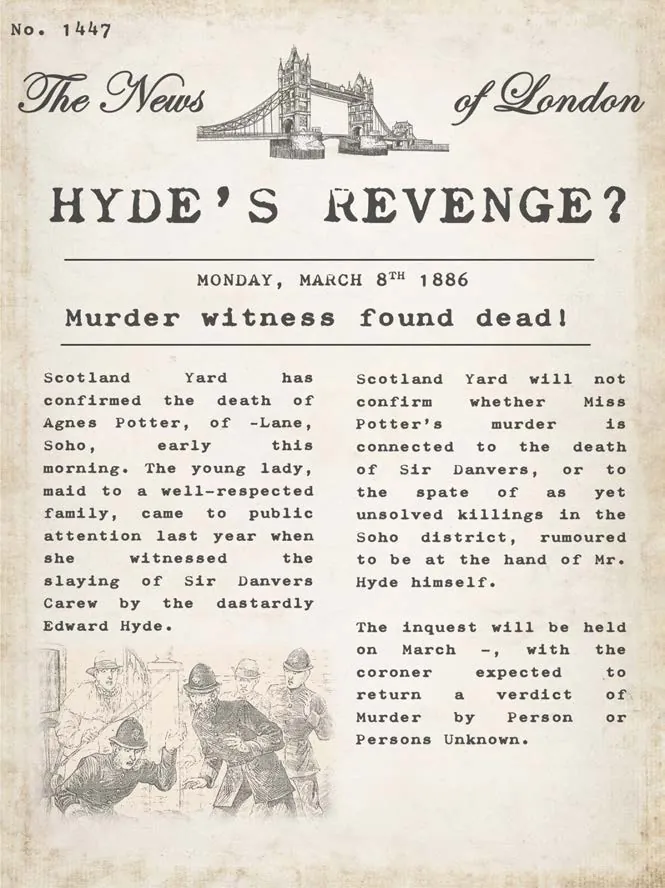 No. 1447
The News of London
HYDE'S REVENGE?
MONDAY, MARCH 8TH 1886
Murder witness found dead!
Scotland Yard has
confirmed the death of
Agnes Potter, of -Lane,
Soho, early this
morning. The young lady,
maid to a well-respected
family, came to public
attention last year when
she witnessed the
slaying of Sir Danvers
Carew by the dastardly
Edward Hyde.
Scotland Yard will not
confirm whether Miss
Potter's murder is
connected to the death
of Sir Danvers, or to
the spate of as yet
unsolved killings in the
Soho district, rumoured
to be at the hand of Mr.
Hyde himself.
The inquest will be held
on March -, with the
coroner expected to
return a verdict of
Murder by Person or
Persons Unknown.